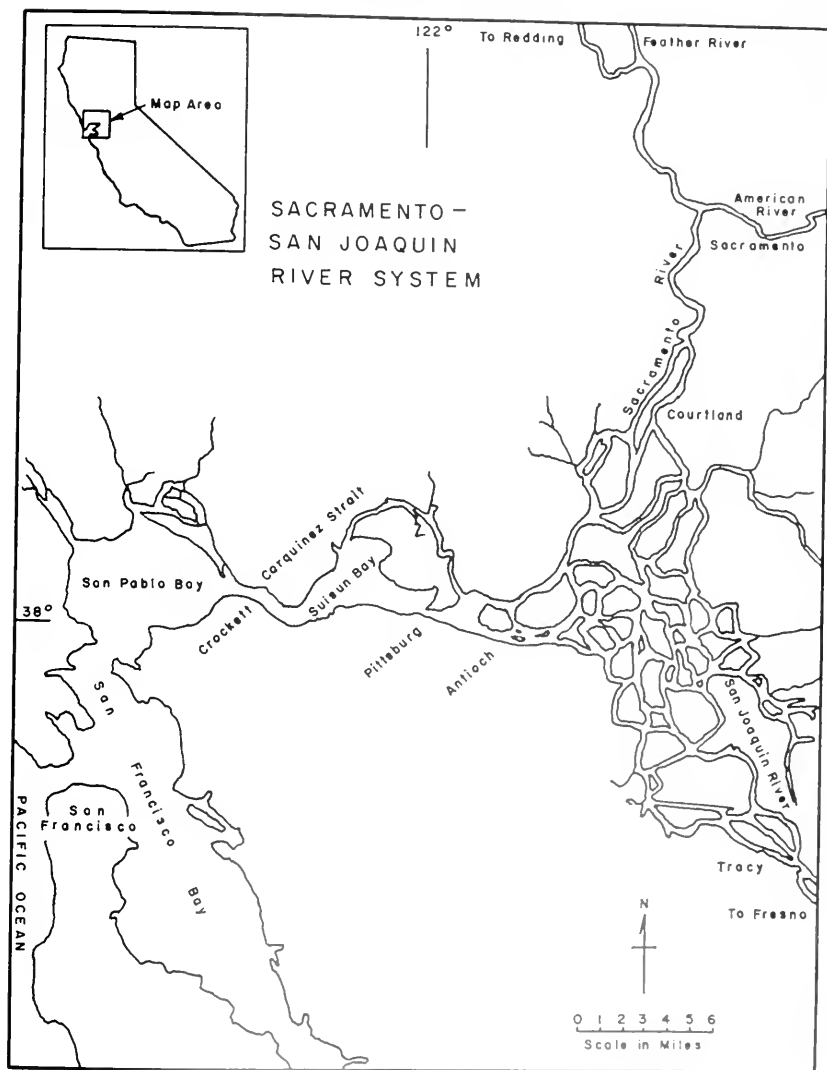 122°
To Redding
Feather River
Map Area
SACRAMENTO –
SAN JOAQUIN
RIVER SYSTEM
American
River
Sacramento
Sacramento River
Courtland
Carquinez Strait
San Pablo Bay
Suisun Bay
38°
Crockett
Pittsburg
Antioch
San Francisco Bay
San Joaquin River
San
Francisco
PACIFIC OCEAN
Tracy
To Fresno
N
0 1 2 3 4 5 6
Scale in Miles